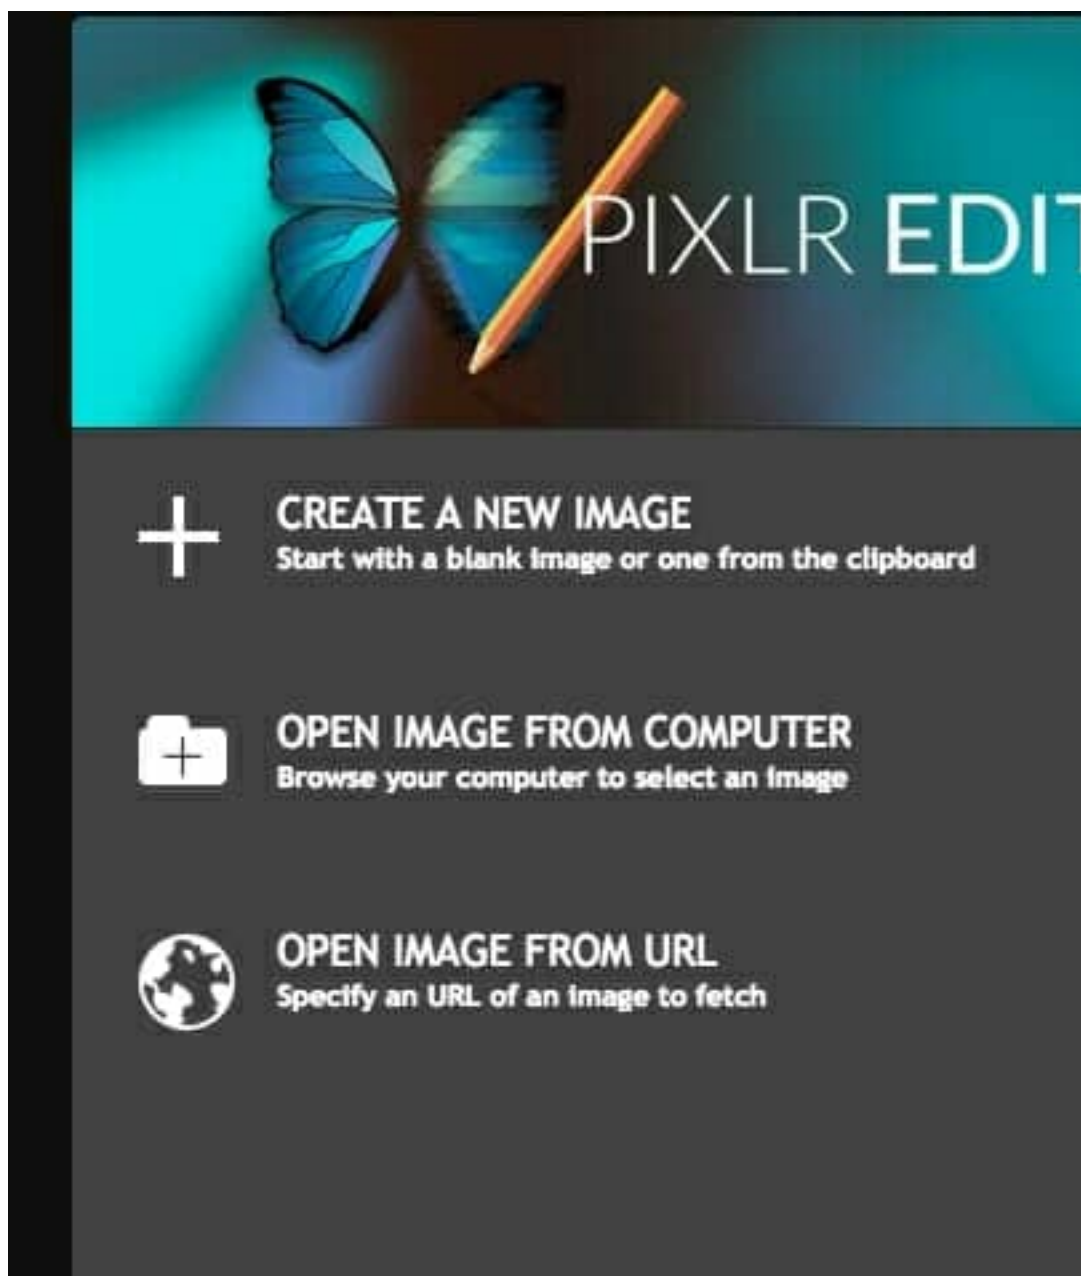 PIXLR EDIT
CREATE A NEW IMAGE
Start with a blank image or one from the clipboard
OPEN IMAGE FROM COMPUTER
Browse your computer to select an image
OPEN IMAGE FROM URL
Specify an URL of an image to fetch